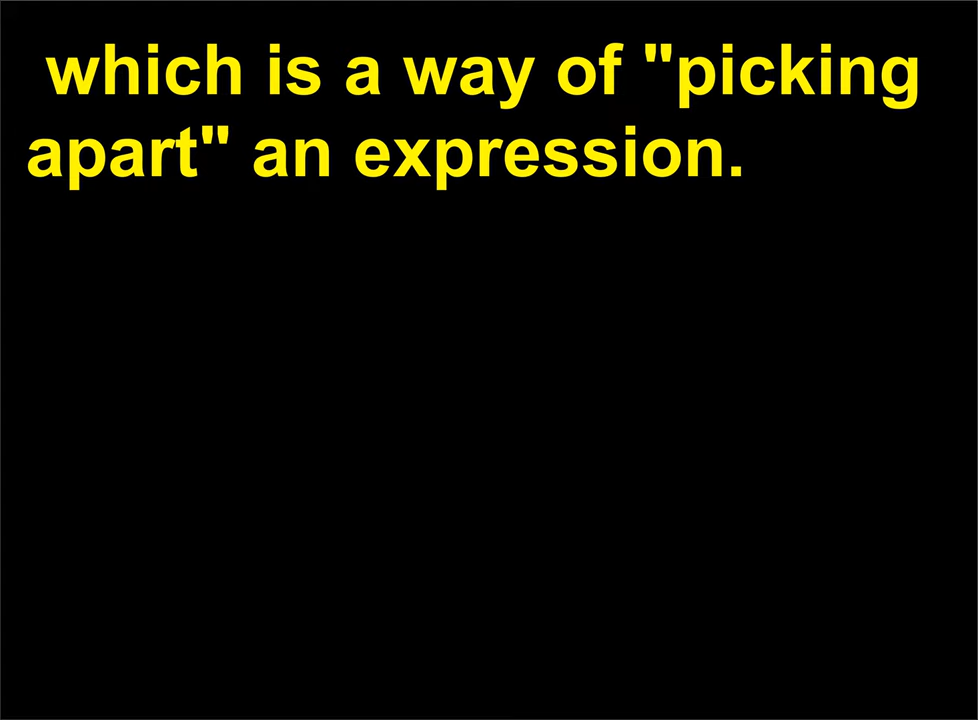 which is a way of "picking
apart" an expression.